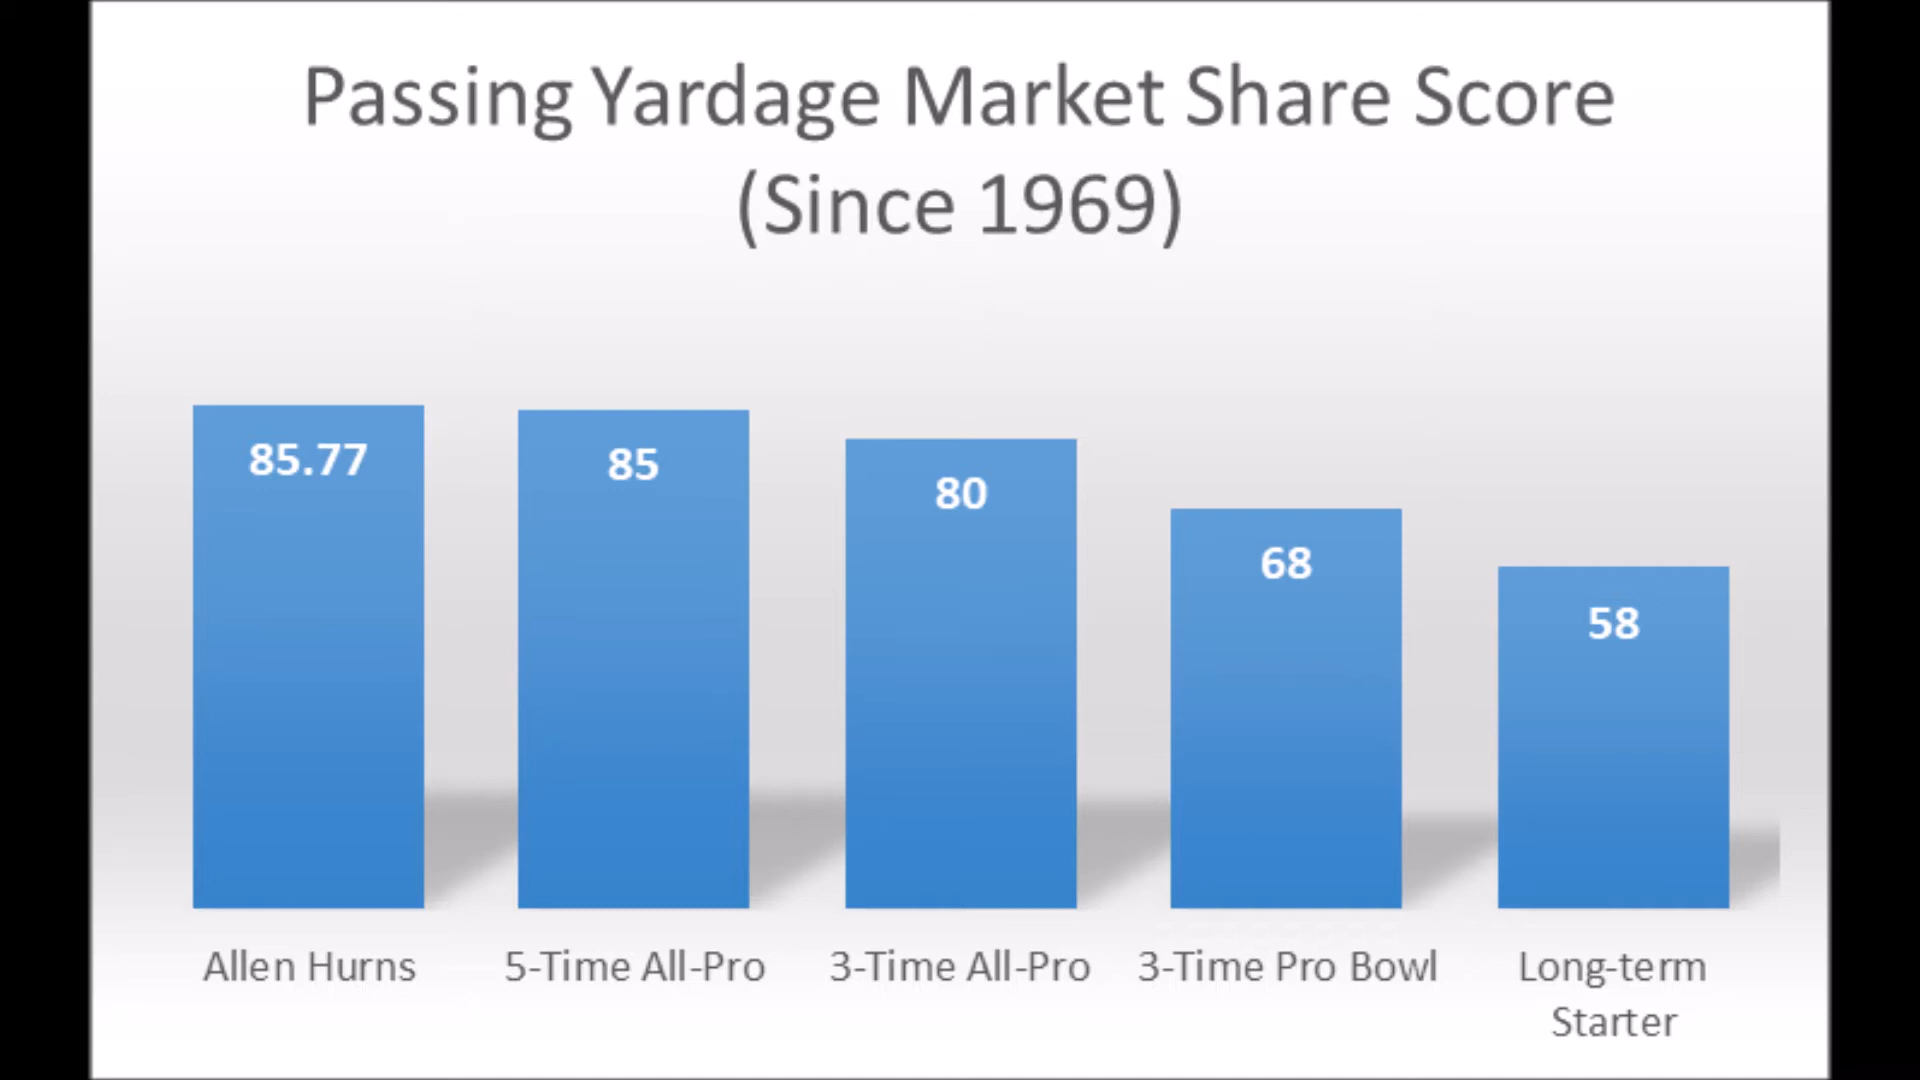 Passing Yardage Market Share Score
(Since 1969)
85.77
85
80
68
58
Allen Hurns
5-Time All-Pro
3-Time All-Pro
3-Time Pro Bowl
Long-term
Starter